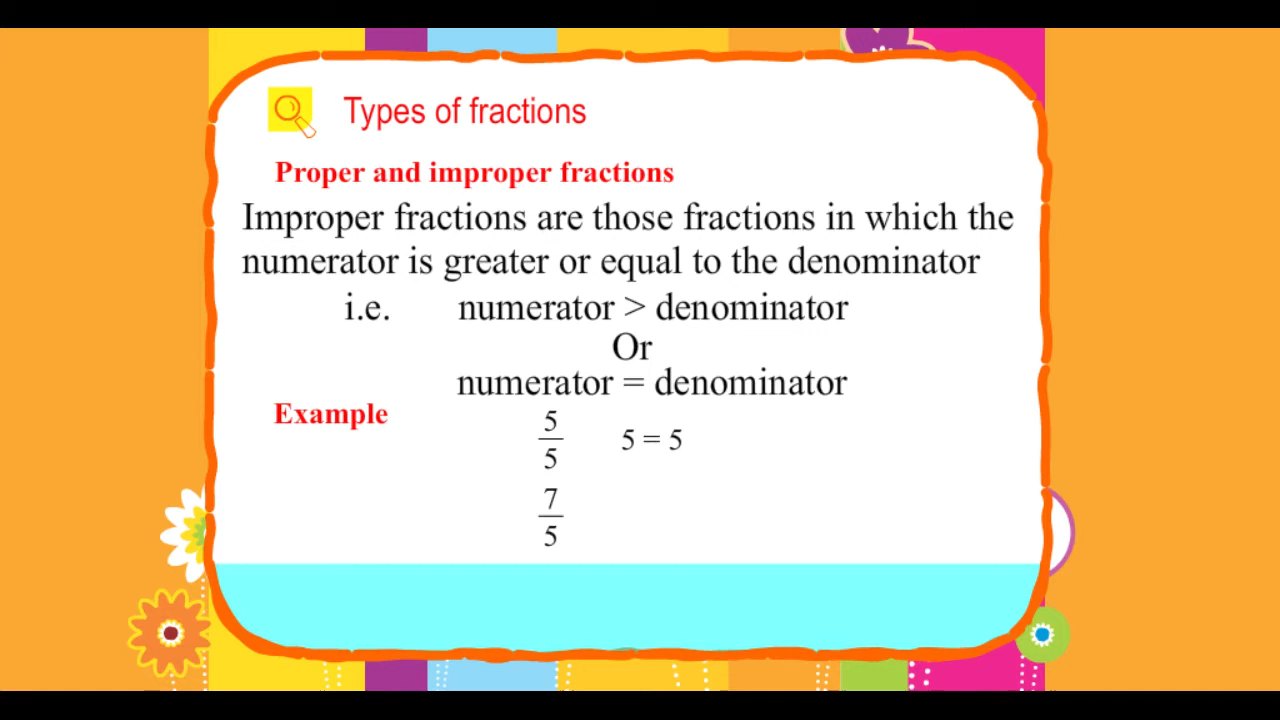 Types of fractions
Proper and improper fractions
Improper fractions are those fractions in which the
numerator is greater or equal to the denominator
i.e. numerator > denominator
Or
numerator = denominator
Example
5/5 5 = 5
7/5